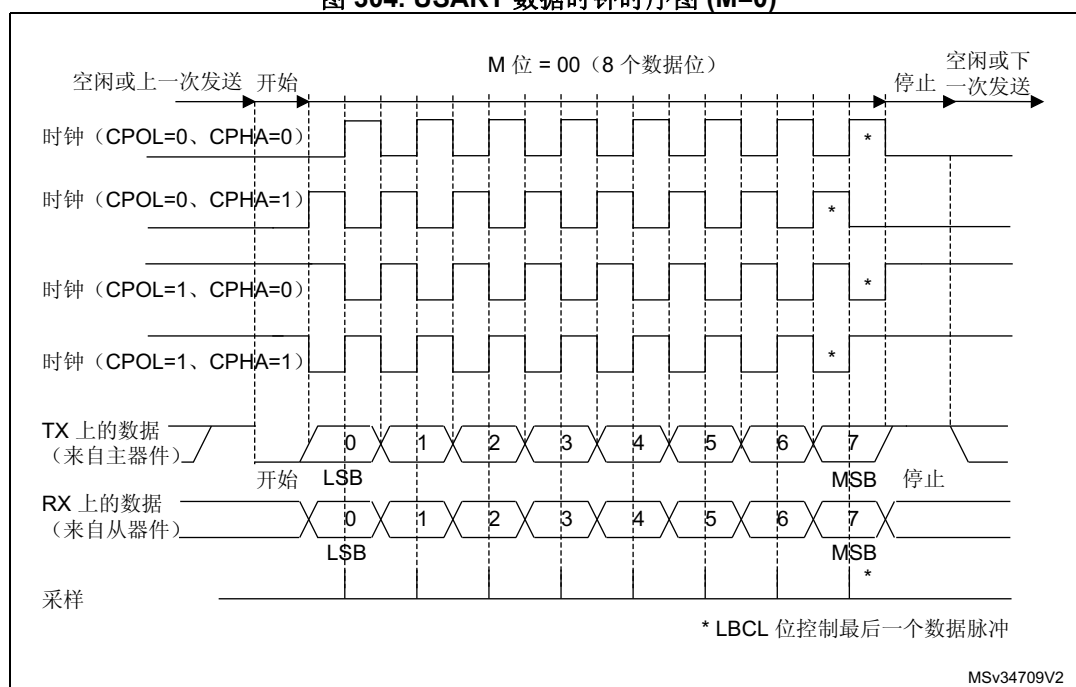 图 504. USART 数据时钟时序图 (M=0)
空闲或上一次发送 开始
M 位 = 00（8 个数据位）
停止
空闲或下
一次发送
时钟（CPOL=0、CPHA=0）
*
时钟（CPOL=0、CPHA=1）
*
时钟（CPOL=1、CPHA=0）
*
时钟（CPOL=1、CPHA=1）
*
TX 上的数据
（来自主器件）
0 1 2 3 4 5 6 7
开始 LSB MSB 停止
RX 上的数据
（来自从器件）
0 1 2 3 4 5 6 7
LSB MSB
*
采样
* LBCL 位控制最后一个数据脉冲
MSv34709V2